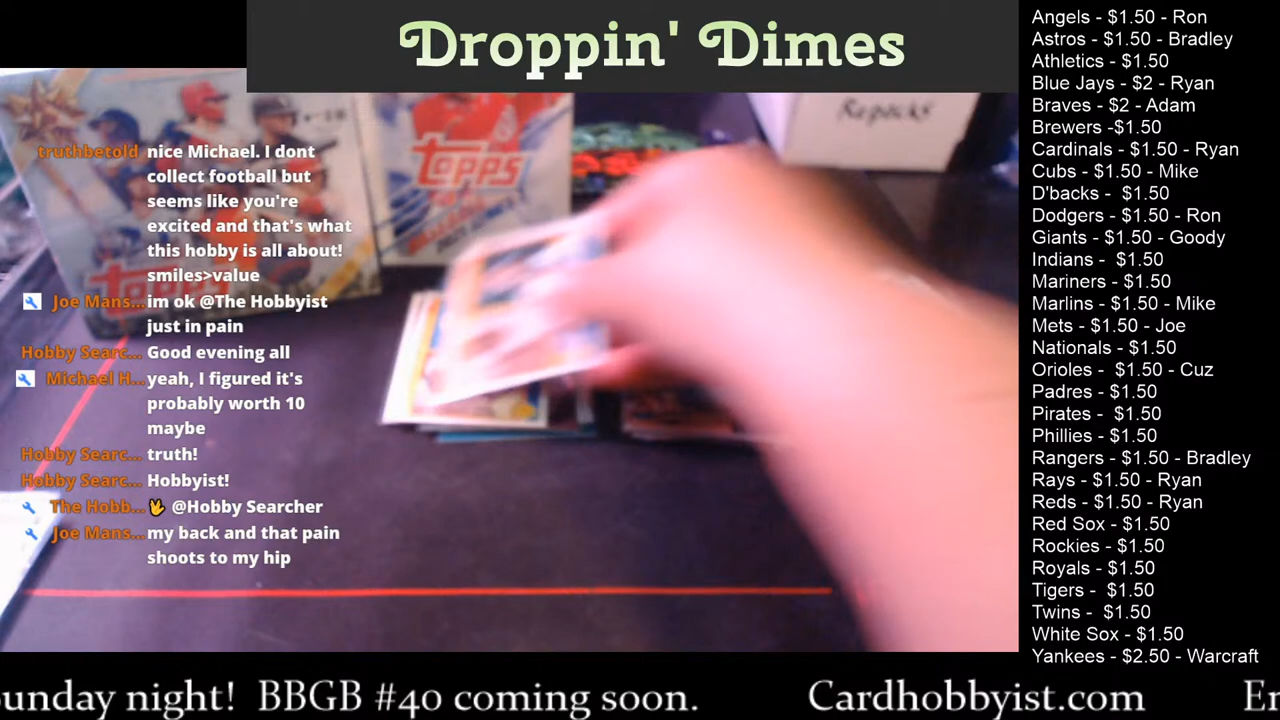 Droppin' Dimes
Repacks
TOPPS
TOPPS
truthbetold nice Michael. I dont
collect football but
seems like you're
excited and that's what
this hobby is all about!
smiles>value
Joe Mans... im ok @The Hobbyist
just in pain
Hobby Searc... Good evening all
Michael H... yeah, I figured it's
probably worth 10
maybe
Hobby Searc... truth!
Hobby Searc... Hobbyist!
The Hobb... 🖖 @Hobby Searcher
Joe Mans... my back and that pain
shoots to my hip
Angels - $1.50 - Ron
Astros - $1.50 - Bradley
Athletics - $1.50
Blue Jays - $2 - Ryan
Braves - $2 - Adam
Brewers -$1.50
Cardinals - $1.50 - Ryan
Cubs - $1.50 - Mike
D'backs - $1.50
Dodgers - $1.50 - Ron
Giants - $1.50 - Goody
Indians - $1.50
Mariners - $1.50
Marlins - $1.50 - Mike
Mets - $1.50 - Joe
Nationals - $1.50
Orioles - $1.50 - Cuz
Padres - $1.50
Pirates - $1.50
Phillies - $1.50
Rangers - $1.50 - Bradley
Rays - $1.50 - Ryan
Reds - $1.50 - Ryan
Red Sox - $1.50
Rockies - $1.50
Royals - $1.50
Tigers - $1.50
Twins - $1.50
White Sox - $1.50
Yankees - $2.50 - Warcraft
unday night! BBGB #40 coming soon. Cardhobbyist.com